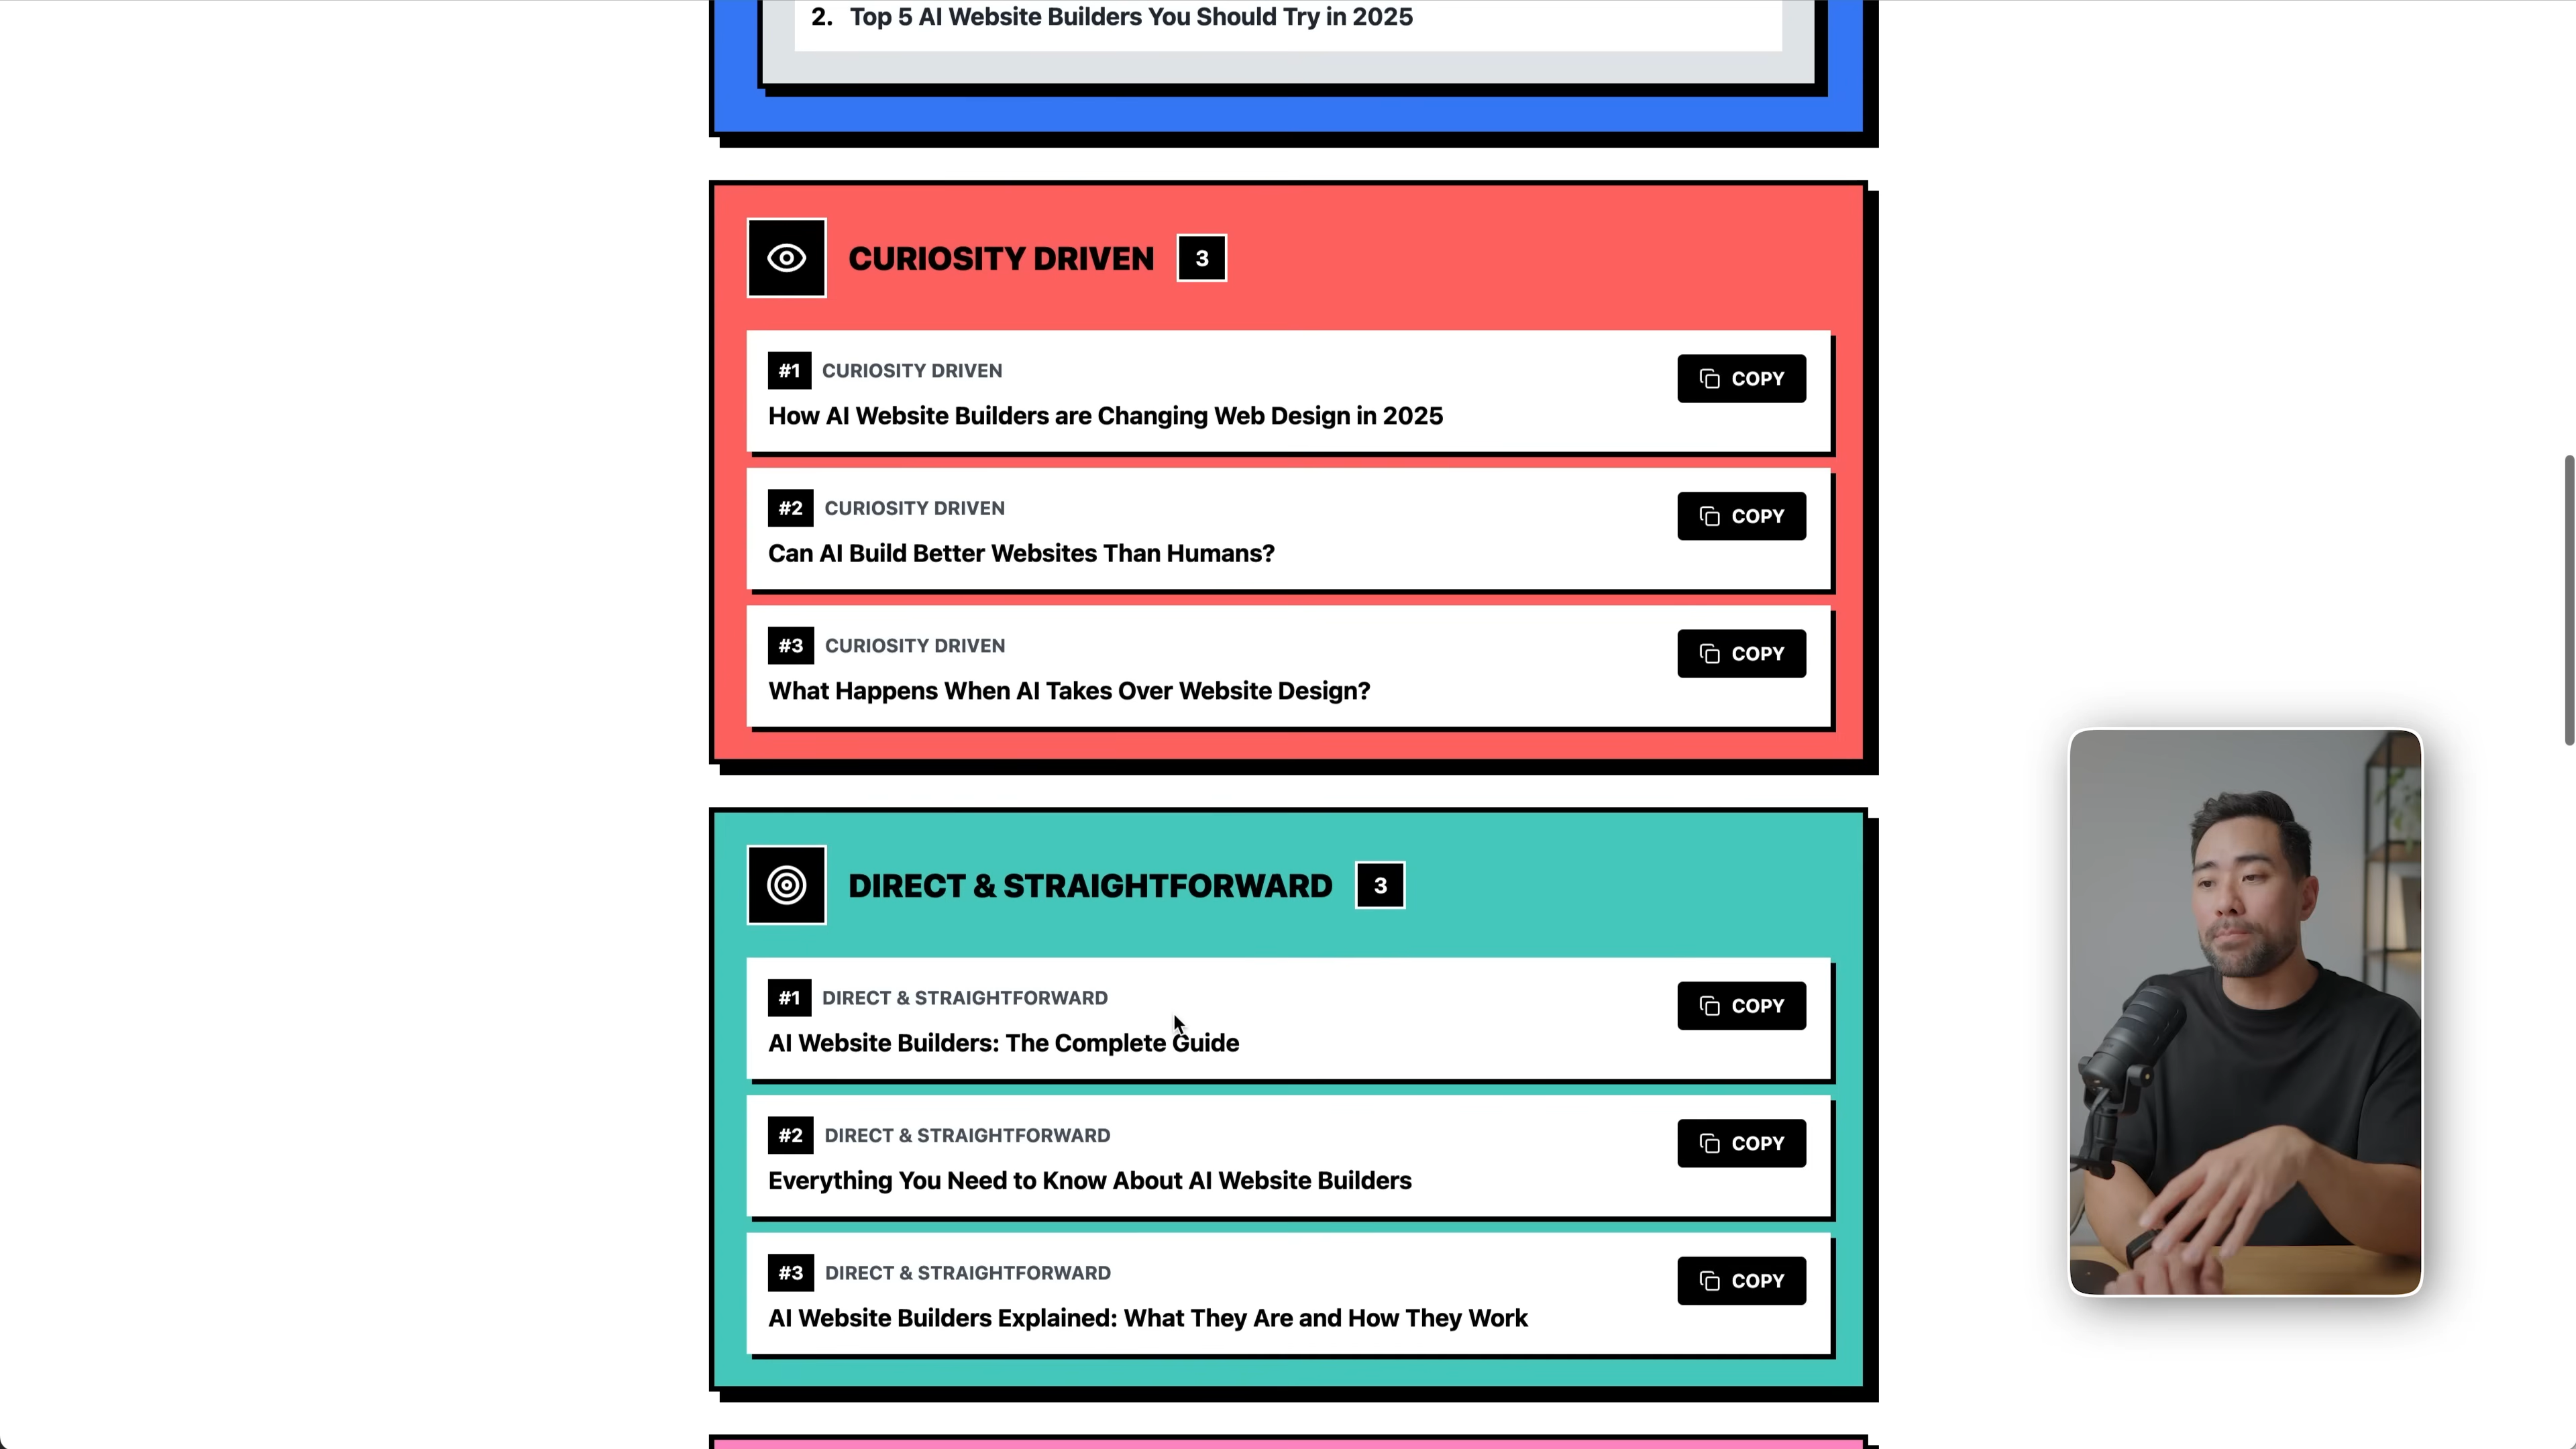 2. Top 5 AI Website Builders You Should Try in 2025
CURIOSITY DRIVEN 3
#1 CURIOSITY DRIVEN
COPY
How AI Website Builders are Changing Web Design in 2025
#2 CURIOSITY DRIVEN
COPY
Can AI Build Better Websites Than Humans?
#3 CURIOSITY DRIVEN
COPY
What Happens When AI Takes Over Website Design?
DIRECT & STRAIGHTFORWARD 3
#1 DIRECT & STRAIGHTFORWARD
COPY
AI Website Builders: The Complete Guide
#2 DIRECT & STRAIGHTFORWARD
COPY
Everything You Need to Know About AI Website Builders
#3 DIRECT & STRAIGHTFORWARD
COPY
AI Website Builders Explained: What They Are and How They Work